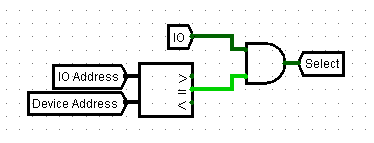 IO
IO Address
Device Address
< = >
Select